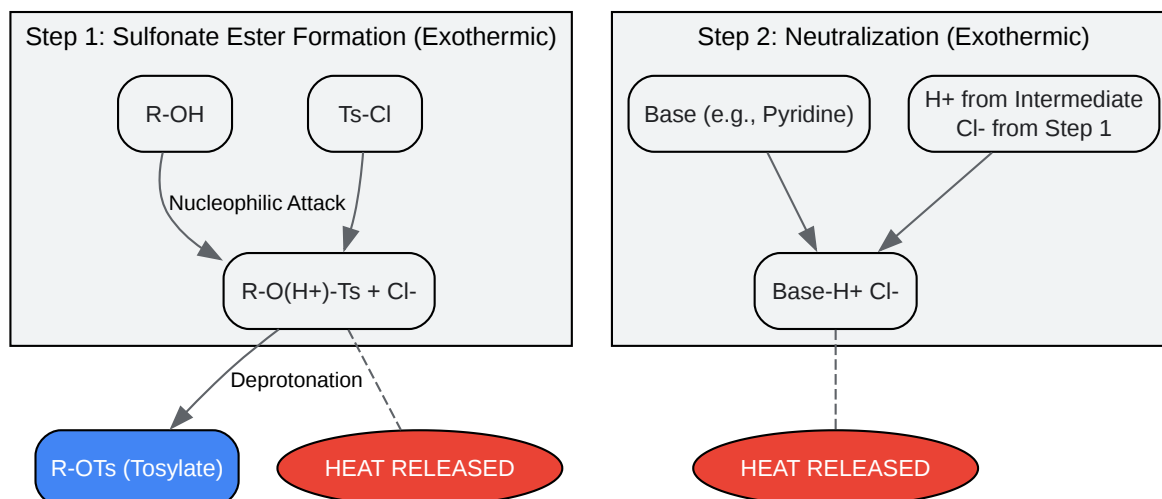 Step 1: Sulfonate Ester Formation (Exothermic)
R-OH
Ts-Cl
Nucleophilic Attack
R-O(H+)-Ts + Cl-
Deprotonation
R-OTs (Tosylate)
HEAT RELEASED
Step 2: Neutralization (Exothermic)
Base (e.g., Pyridine)
H+ from Intermediate
Cl- from Step 1
Base-H+ Cl-
HEAT RELEASED